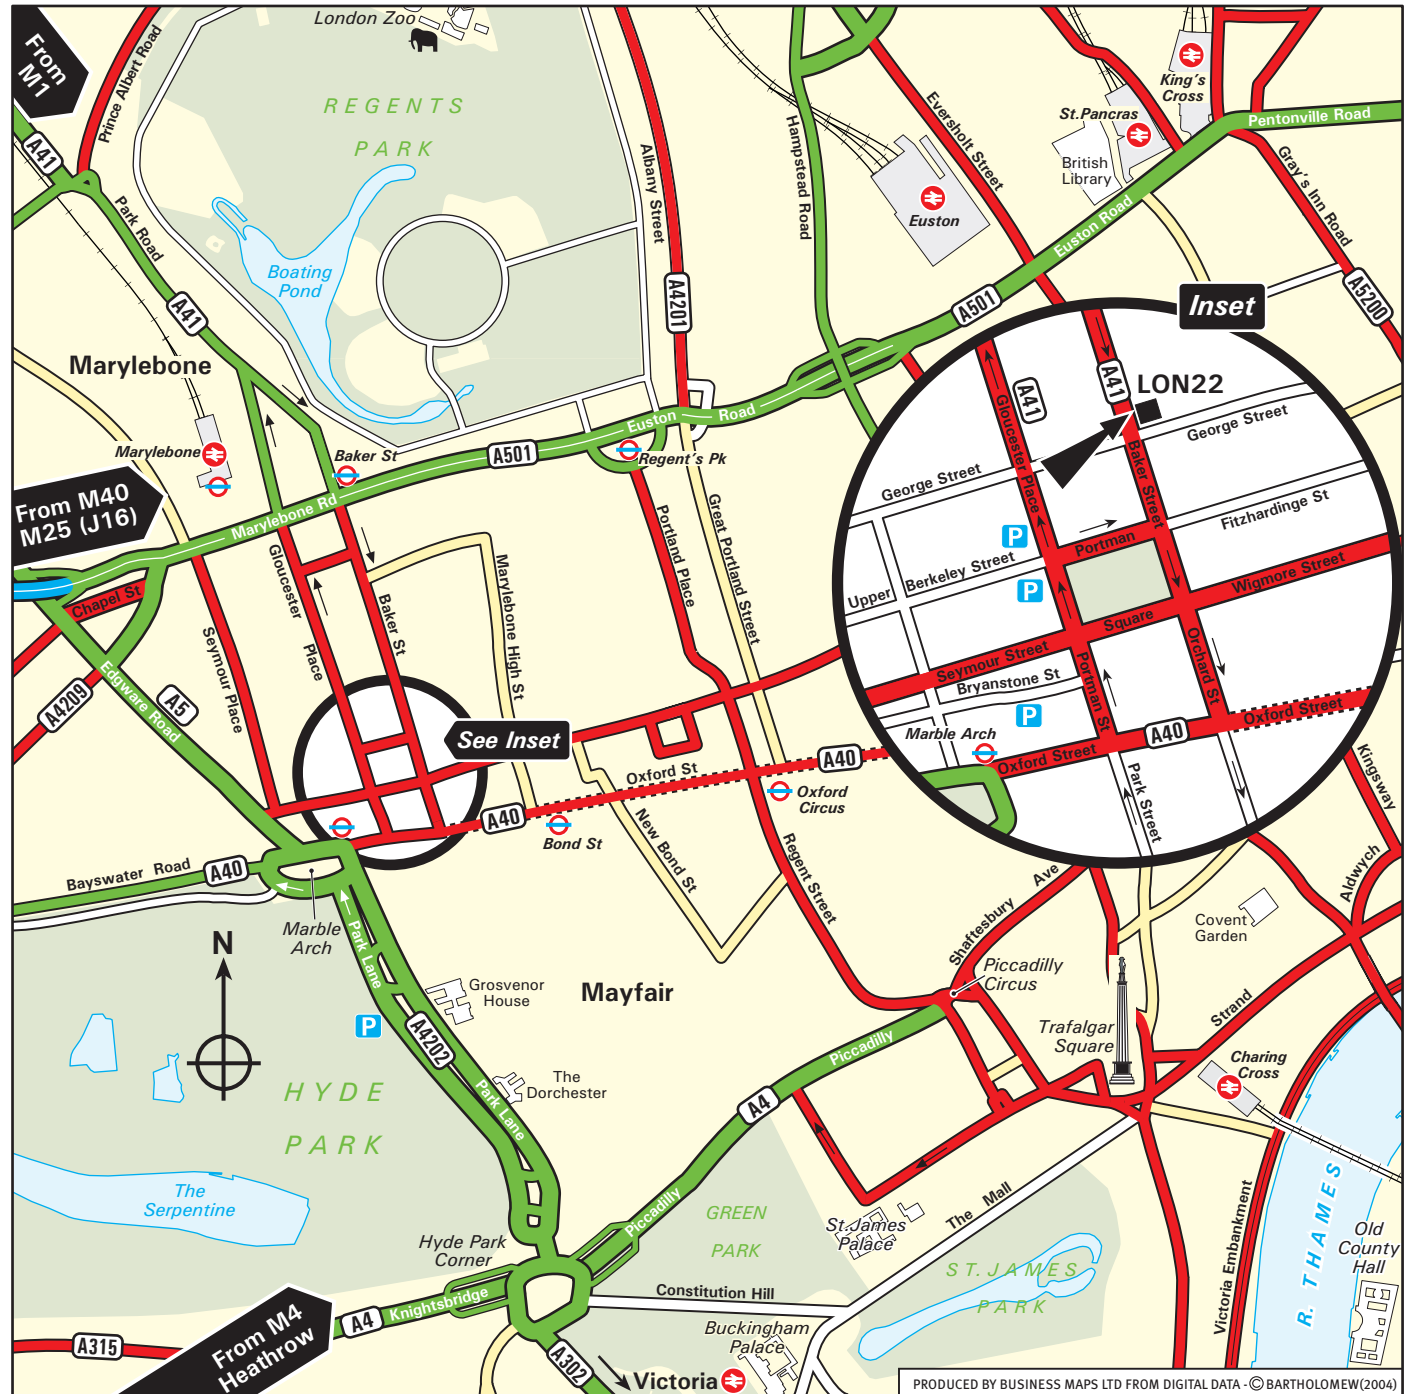 London Zoo
From
M1
Prince Albert Road
REGENTS
PARK
A41
Park Road
Boating
Pond
A41
Albany Street
A4201
Hampstead Road
Eversholt Street
Euston
King's
Cross
St.Pancras
British
Library
Pentonville Road
Gray's Inn Road
A5200
Euston Road
A501
Marylebone
Marylebone
Baker St
A501
Euston Road
Regent's Pk
From M40
M25 (J16)
Marylebone Rd
Chapel St
Gloucester
Place
Baker St
Marylebone High St
Portland Place
Great Portland Street
Seymour Place
Edgware Road
A5
A4209
See Inset
Oxford St
A40
Oxford
Circus
A40
Bond St
New Bond St
Regent Street
Inset
A41
A41
LON22
Gloucester Place
Baker Street
George Street
George Street
Fitzhardinge St
Portman
Square
Upper
Berkeley Street
Wigmore Street
Seymour Street
Bryanstone St
Portman St
Orchard St
P
P
P
Marble Arch
Oxford Street
A40
Oxford Street
Park Street
Kingsway
Aldwych
Bayswater Road
A40
Marble
Arch
N
Park Lane
P
Grosvenor
House
Mayfair
A4202
The
Dorchester
Park Lane
HYDE
PARK
The
Serpentine
Shaftesbury Ave
Piccadilly
Circus
Covent
Garden
Trafalgar
Square
Strand
Charing
Cross
Piccadilly
A4
Piccadilly
GREEN
PARK
St.James
Palace
The Mall
ST.JAMES
PARK
Victoria Embankment
R. THAMES
Old
County
Hall
Hyde Park
Corner
Constitution Hill
Knightsbridge
A4
From M4
Heathrow
A315
A302
Buckingham
Palace
Victoria
PRODUCED BY BUSINESS MAPS LTD FROM DIGITAL DATA - © BARTHOLOMEW(2004)